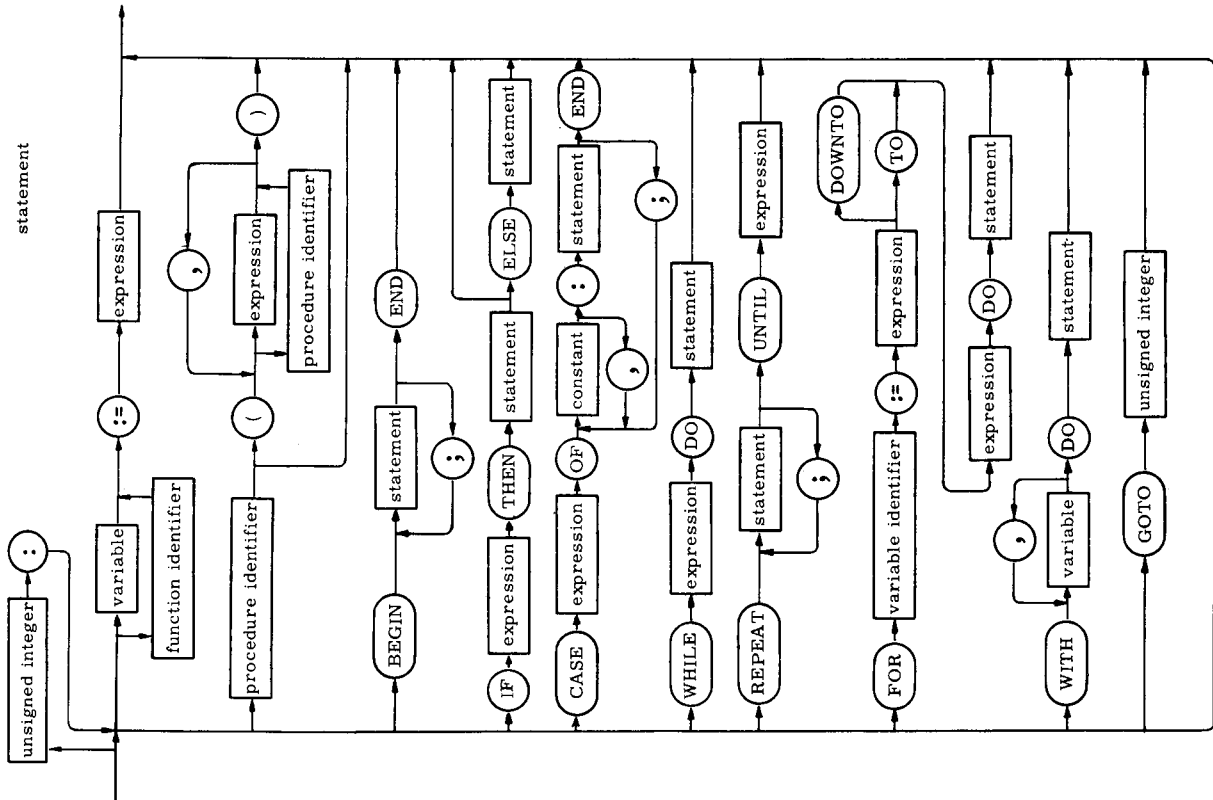 statement
unsigned integer :
variable := expression
function identifier
procedure identifier ( expression )
,
procedure identifier
BEGIN statement END
;
IF expression THEN statement ELSE statement
CASE expression OF constant : statement END
,
;
WHILE expression DO statement
REPEAT statement UNTIL expression
;
FOR variable identifier := expression TO
DOWNTO
expression DO statement
WITH variable DO statement
,
GOTO unsigned integer